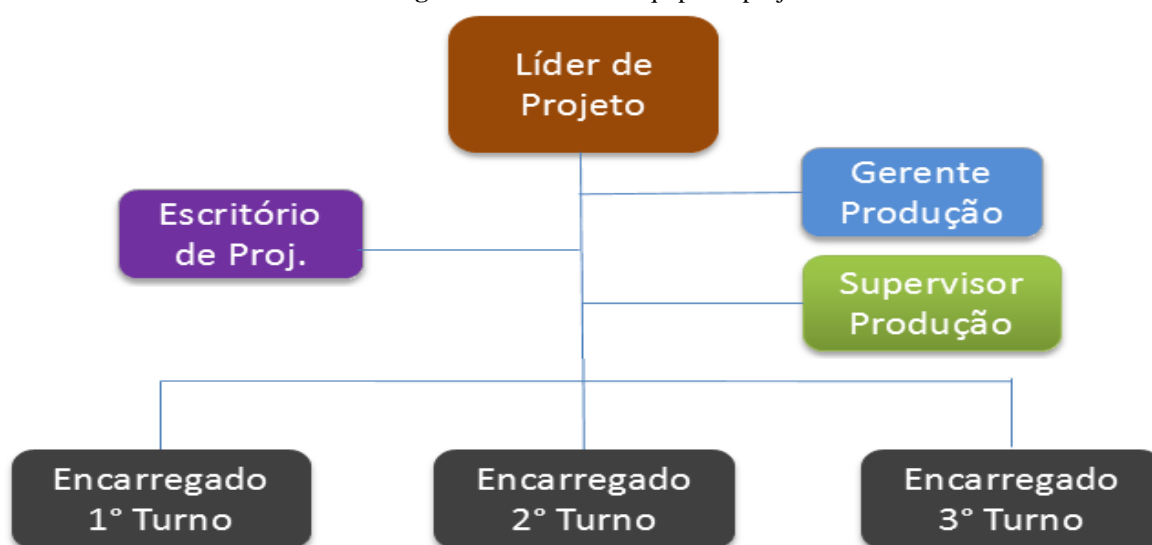 Líder de
Projeto
Gerente
Produção
Escritório
de Proj.
Supervisor
Produção
Encarregado
1° Turno
Encarregado
2° Turno
Encarregado
3° Turno